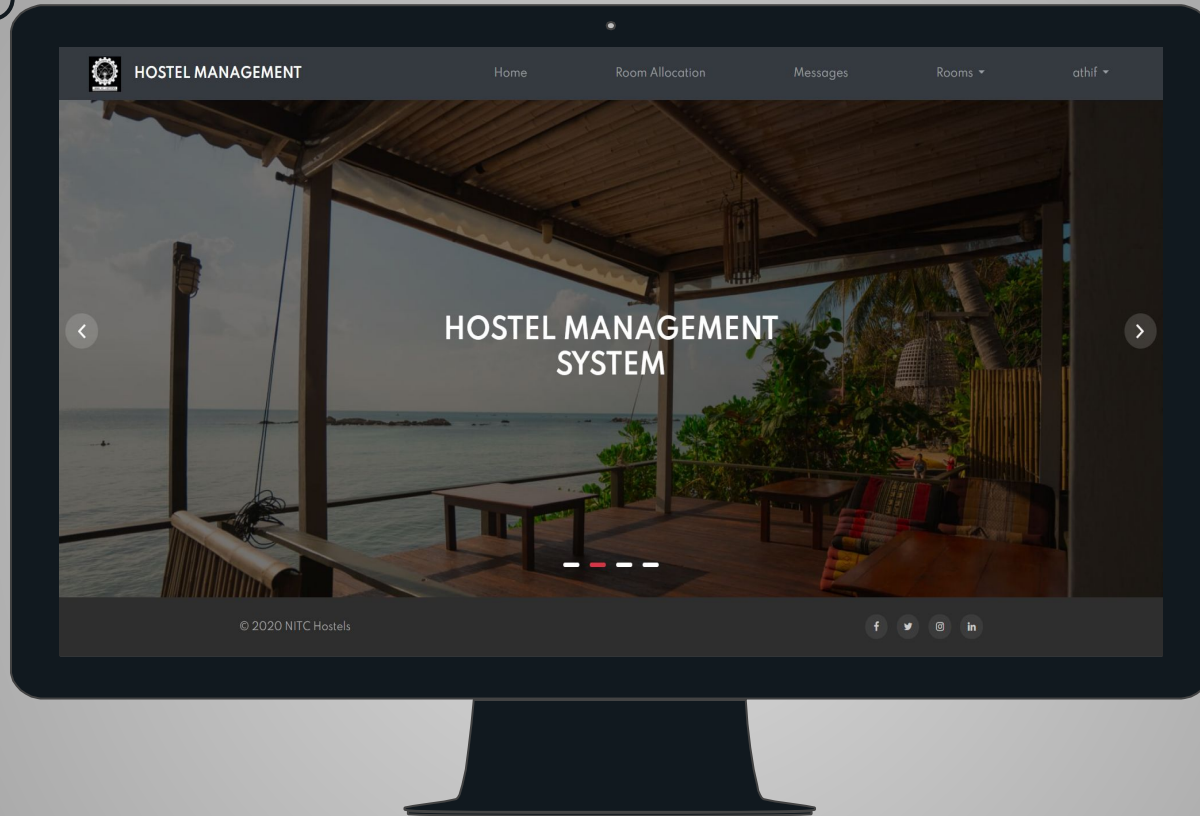 HOSTEL MANAGEMENT
Home
Room Allocation
Messages
Rooms
athif
HOSTEL MANAGEMENT
SYSTEM
© 2020 NITC Hostels